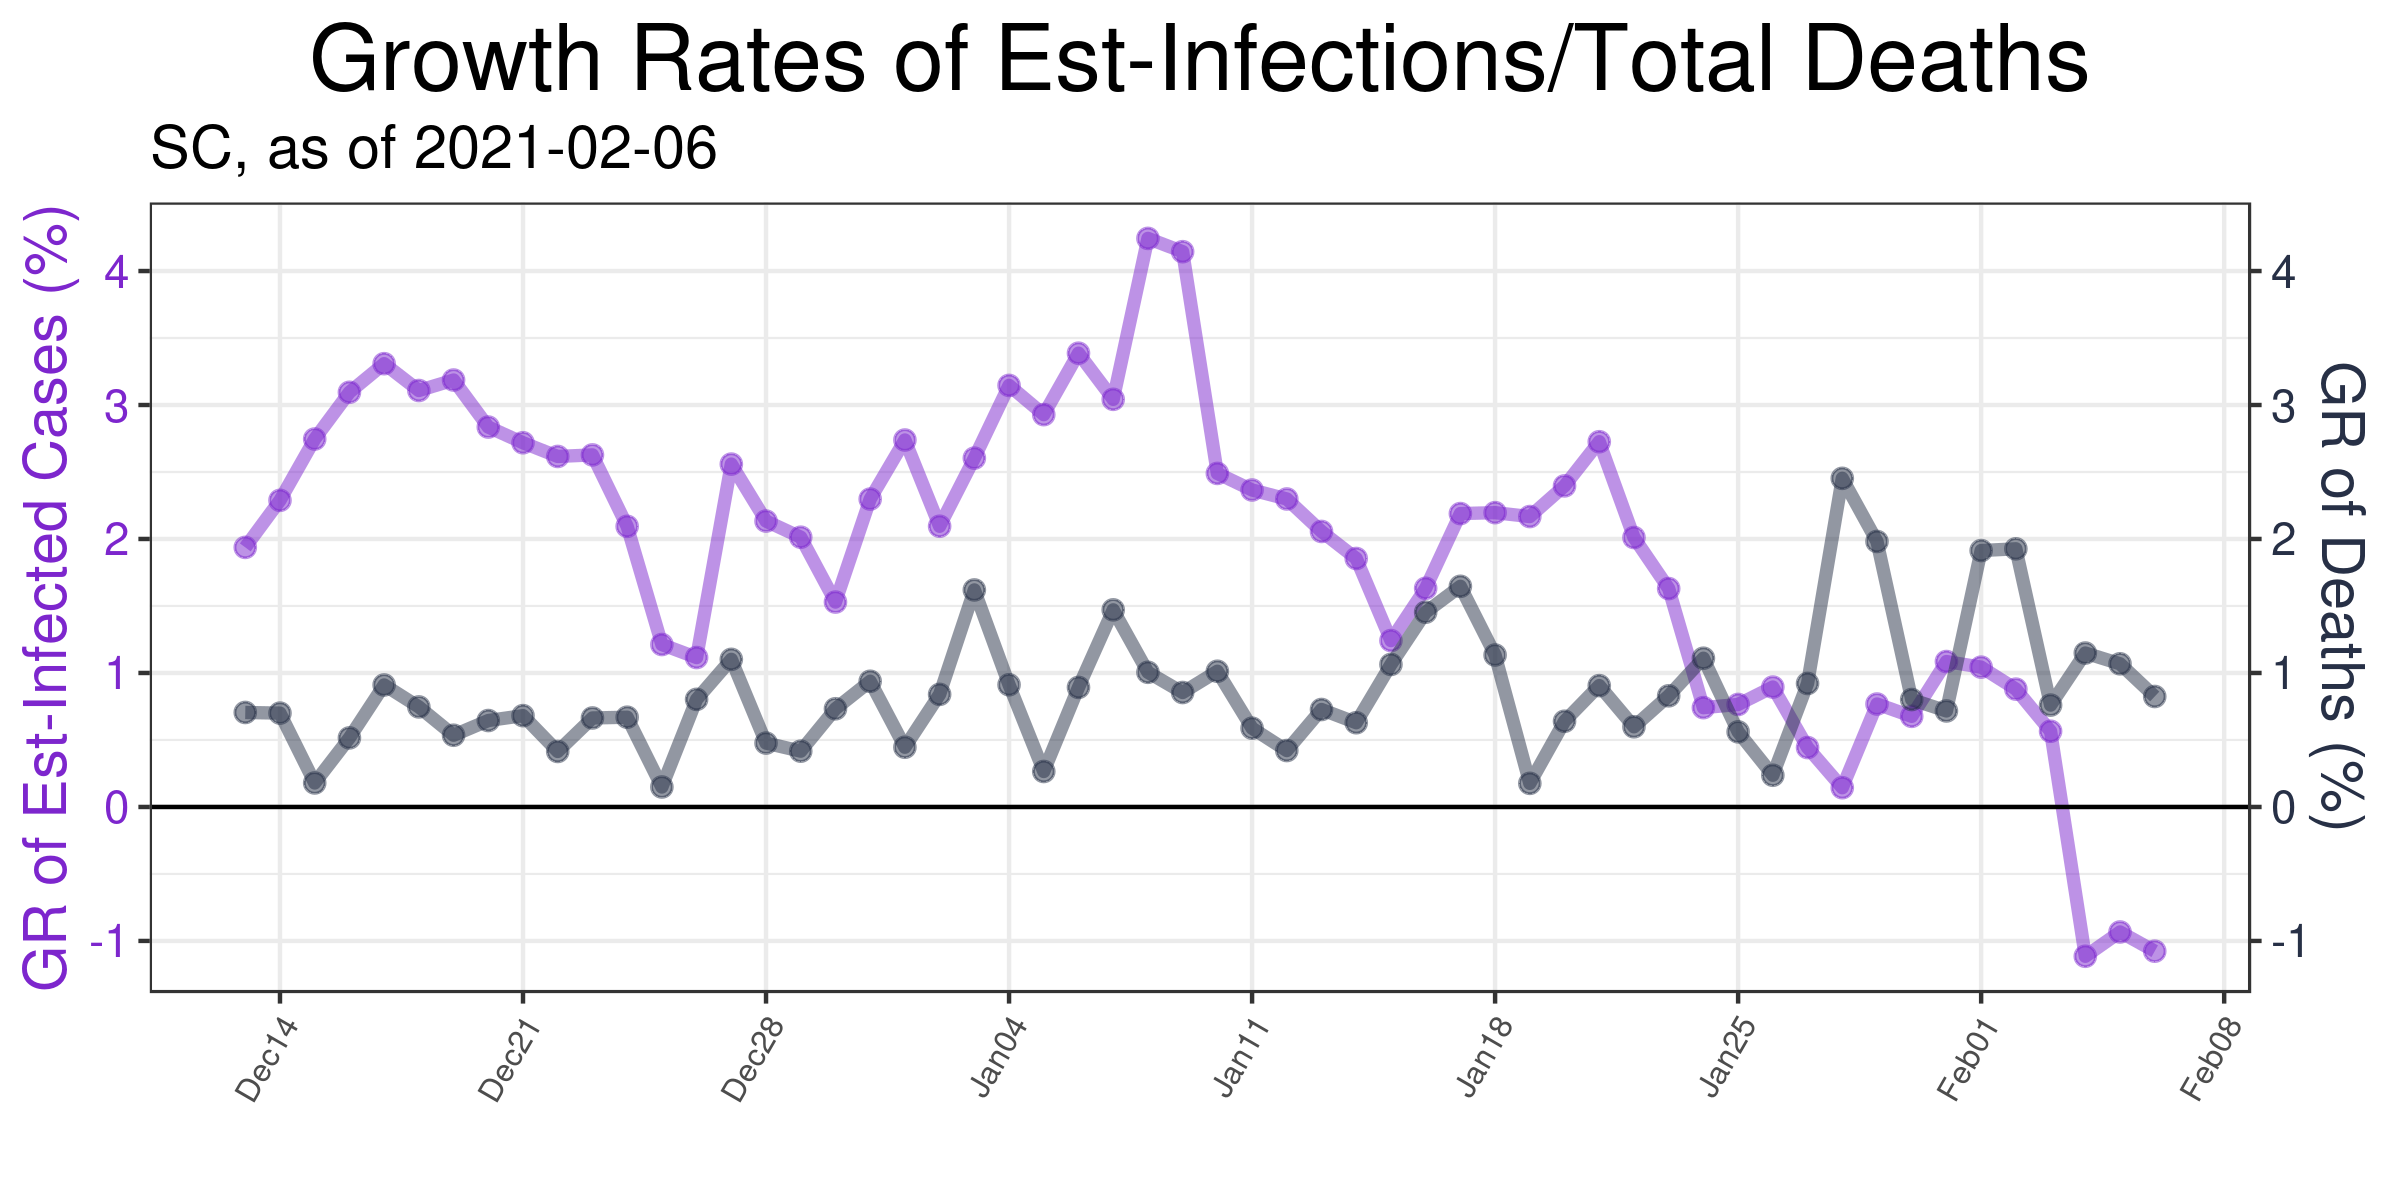 Growth Rates of Est-Infections/Total Deaths
SC, as of 2021-02-06
GR of Est-Infected Cases (%)
4
3
2
1
0
-1
4
3
2
1
0
-1
GR of Deaths (%)
Dec14
Dec21
Dec28
Jan04
Jan11
Jan18
Jan25
Feb01
Feb08